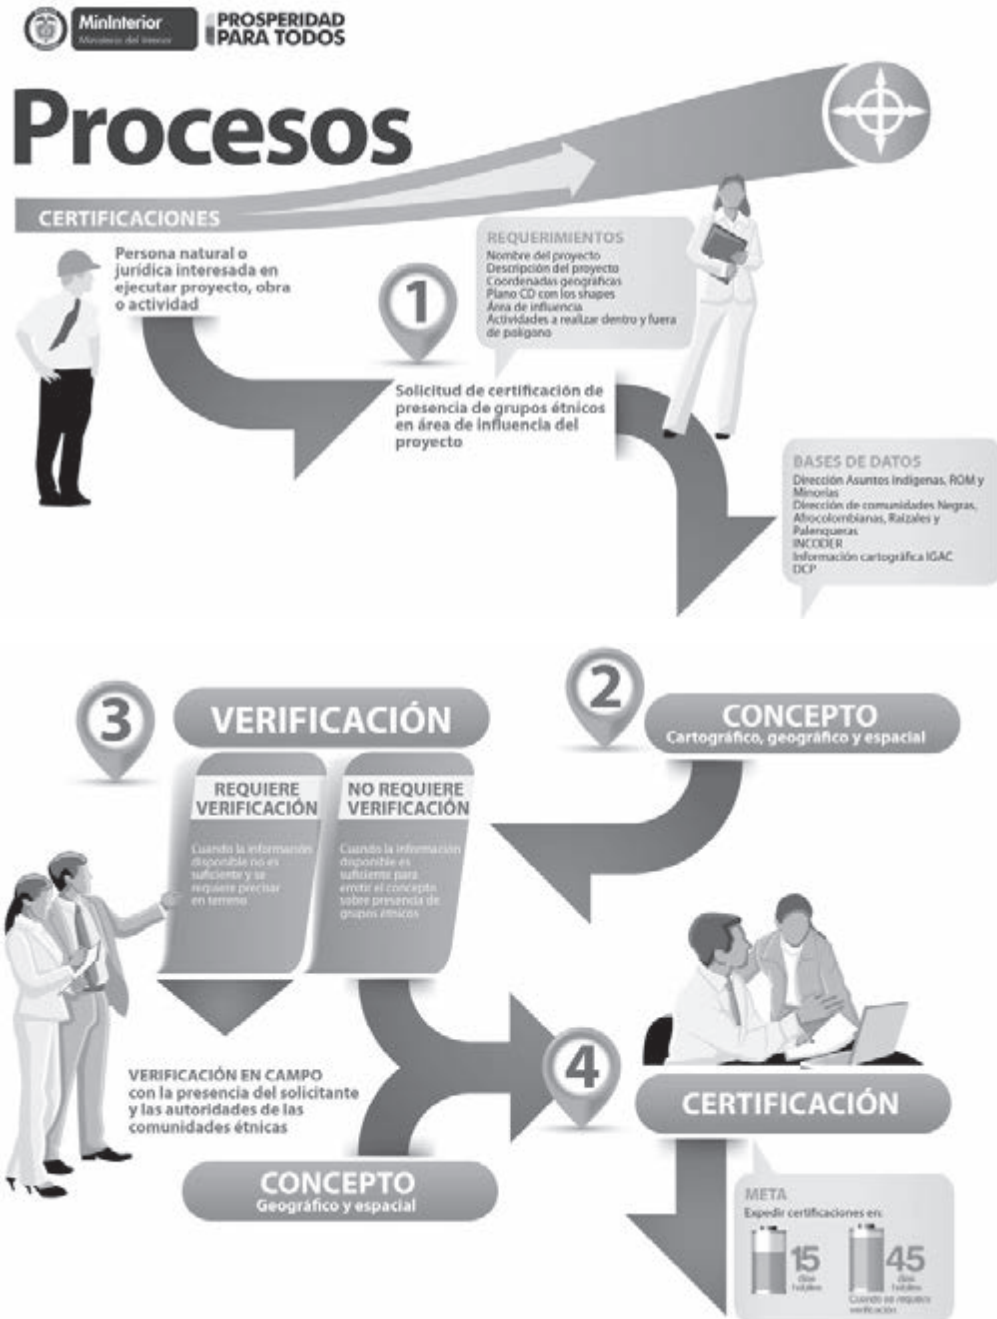 MinInterior
Ministerio del Interior
PROSPERIDAD
PARA TODOS
Procesos
CERTIFICACIONES
Persona natural o
jurídica interesada en
ejecutar proyecto, obra
o actividad
1
REQUERIMIENTOS
Nombre del proyecto
Descripción del proyecto
Coordenadas geográficas
Plano CD con los shapes
Área de influencia
Actividades a realizar dentro y fuera
de polígono
Solicitud de certificación de
presencia de grupos étnicos
en área de influencia del
proyecto
BASES DE DATOS
Dirección Asuntos Indígenas, ROM y
Minorías
Dirección de comunidades Negras,
Afrocolombianas, Raizales y
Palenqueras
INCODER
Información cartográfica IGAC
DCP
2
CONCEPTO
Cartográfico, geográfico y espacial
3
VERIFICACIÓN
REQUIERE
VERIFICACIÓN
Cuando la información
disponible no es
suficiente y se
requiere precisar
en terreno
NO REQUIERE
VERIFICACIÓN
Cuando la información
disponible es
suficiente para
emitir el concepto
sobre presencia de
grupos étnicos
VERIFICACIÓN EN CAMPO
con la presencia del solicitante
y las autoridades de las
comunidades étnicas
CONCEPTO
Geográfico y espacial
4
CERTIFICACIÓN
META
Expedir certificaciones en:
15
días
hábiles
45
días
hábiles
Cuando se requiera
verificación